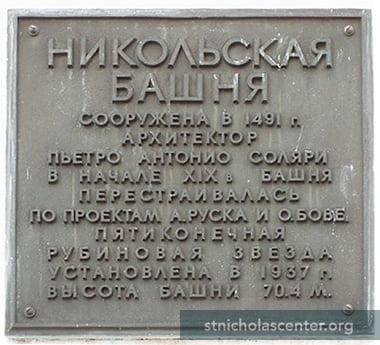 НИКОЛЬСКАЯ
БАШНЯ
СООРУЖЕНА В 1491 г.
АРХИТЕКТОР
ПЬЕТРО АНТОНИО СОЛЯРИ
В НАЧАЛЕ XIX в БАШНЯ
ПЕРЕСТРАИВАЛАСЬ
ПО ПРОЕКТАМ А.РУСКА И О.БОВЕ.
ПЯТИКОНЕЧНАЯ
РУБИНОВАЯ ЗВЕЗДА
УСТАНОВЛЕНА В 1937 г.
ВЫСОТА БАШНИ 70.4 М.
stnicholascenter.org